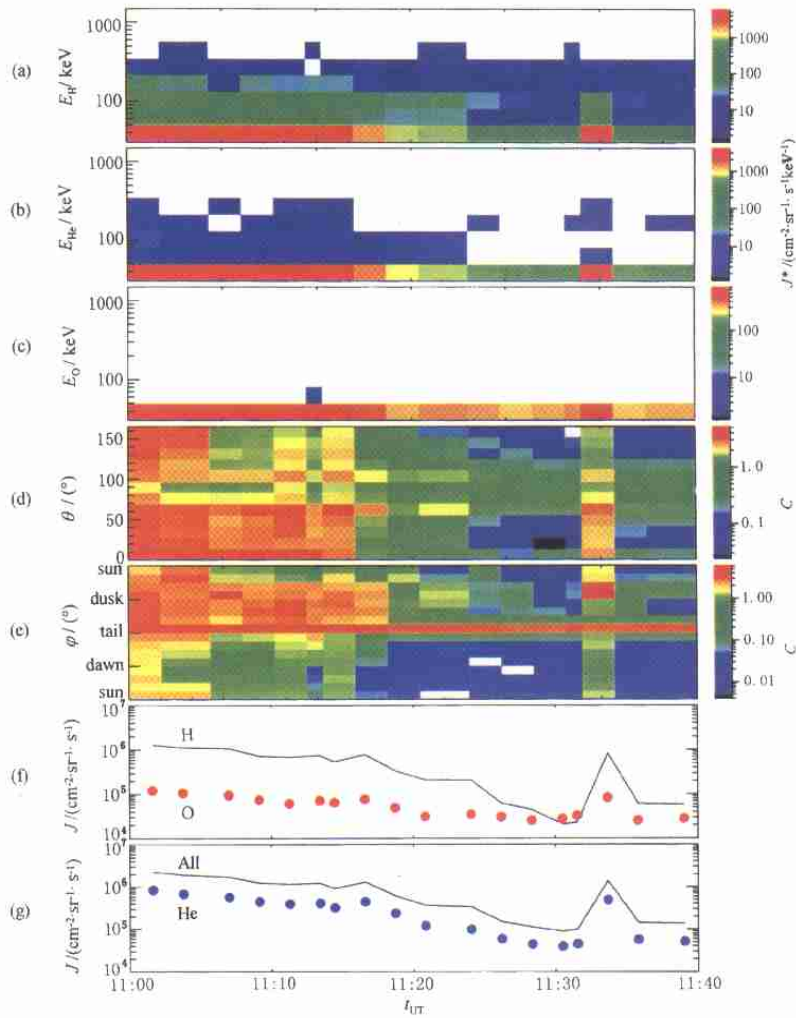 (a)
E_H / keV
1000
100
1000
100
10
(b)
E_He / keV
1000
100
1000
100
10
J*/(cm⁻²·sr⁻¹· s⁻¹keV⁻¹)
(c)
E_O / keV
1000
100
100
10
(d)
θ / (°)
150
100
50
0
1.0
0.1
C
(e)
φ / (°)
sun
dusk
tail
dawn
sun
1.00
0.10
0.01
C
(f)
J /(cm⁻²·sr⁻¹· s⁻¹)
10⁷
10⁶
10⁵
10⁴
H
O
(g)
J /(cm⁻²·sr⁻¹· s⁻¹)
10⁷
10⁶
10⁵
10⁴
All
He
11:00 11:10 11:20 11:30 11:40
t_UT